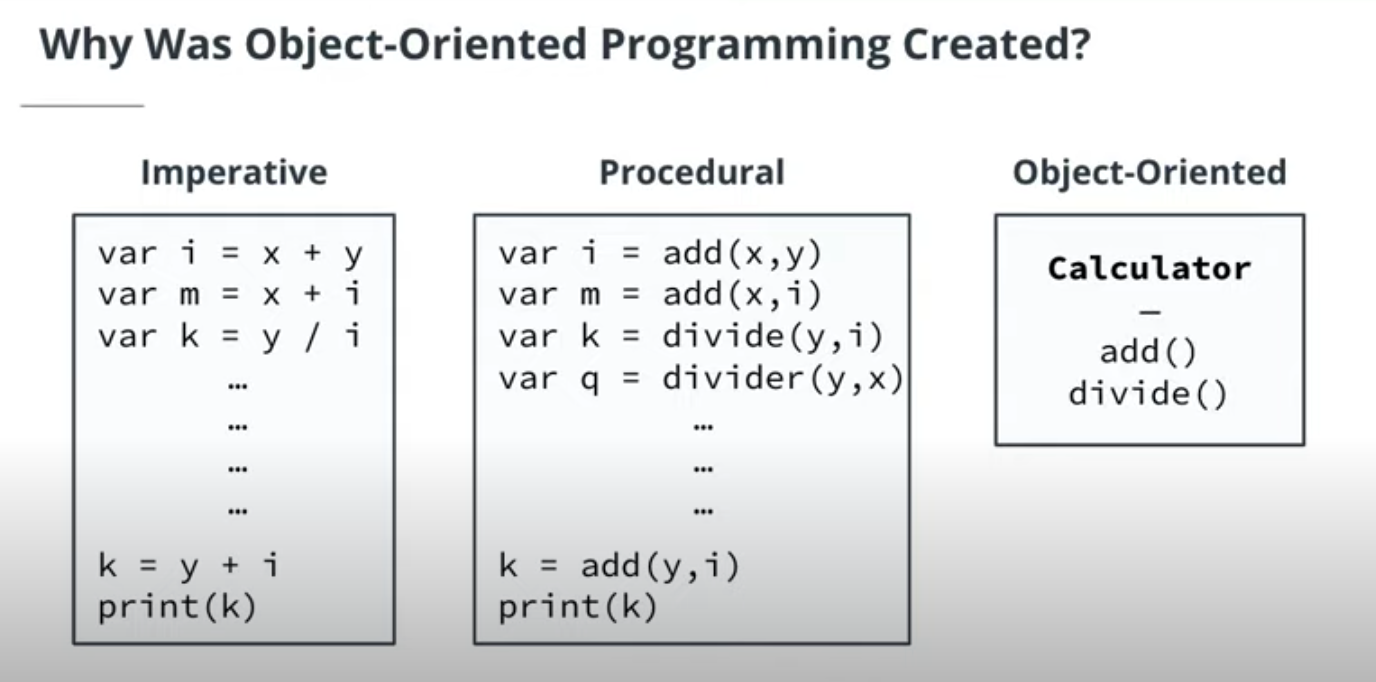 Why Was Object-Oriented Programming Created?
Imperative
var i = x + y
var m = x + i
var k = y / i
…
…
…
…
k = y + i
print(k)
Procedural
var i = add(x,y)
var m = add(x,i)
var k = divide(y,i)
var q = divider(y,x)
…
…
…
k = add(y,i)
print(k)
Object-Oriented
Calculator
–
add()
divide()